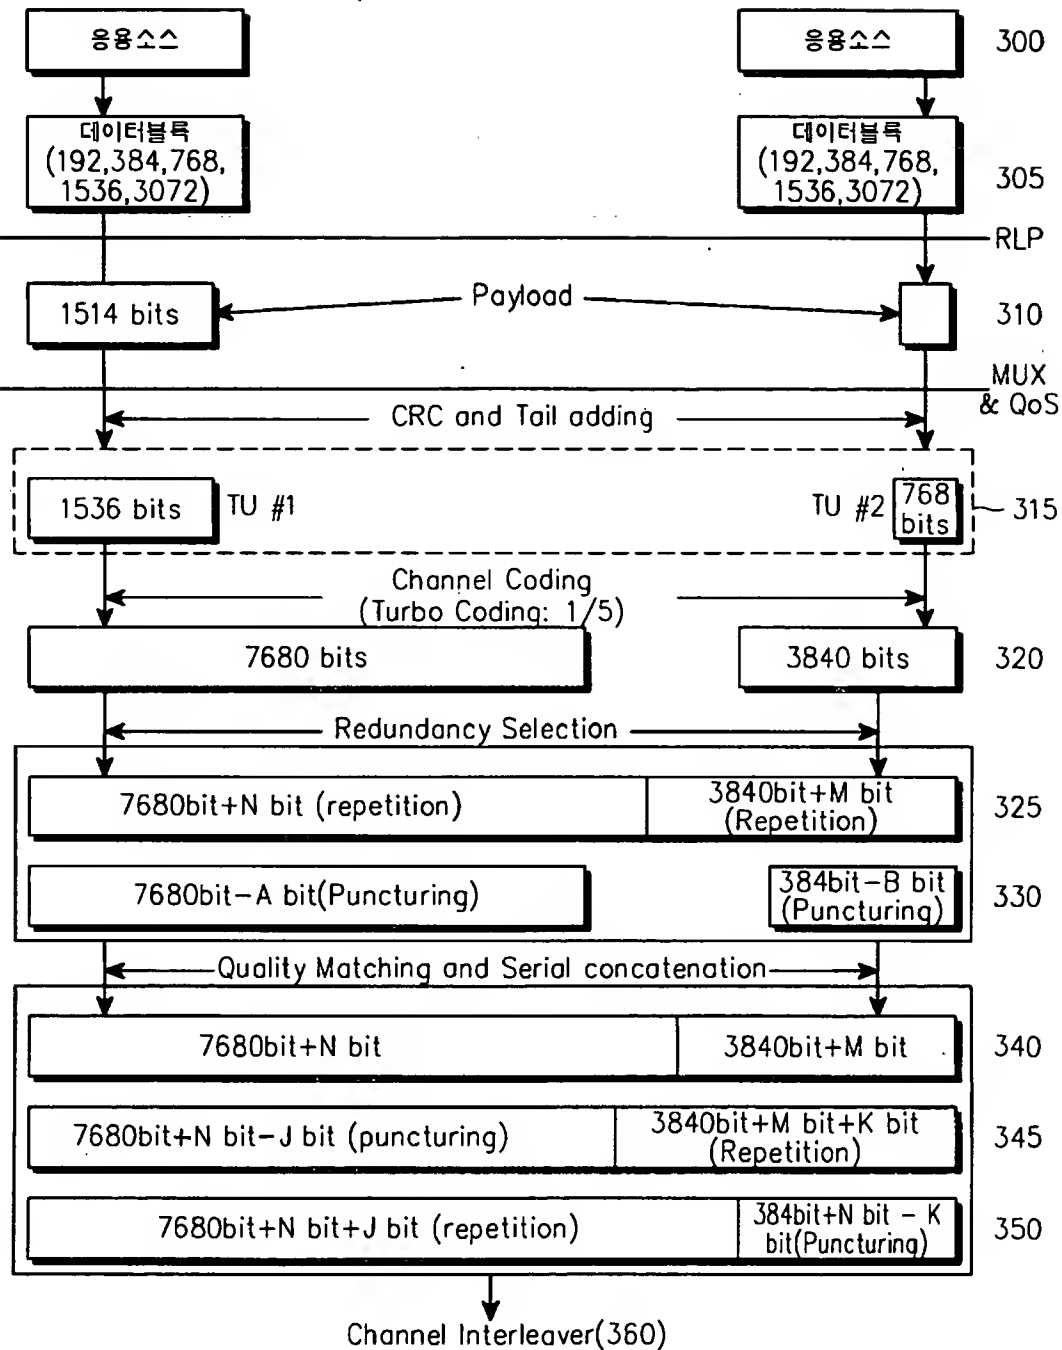 응용소스 응용소스 300
데이터블록 데이터블록
(192,384,768, (192,384,768,
1536,3072) 1536,3072) 305
RLP
1514 bits Payload 310
MUX
& QoS
CRC and Tail adding
1536 bits TU #1 TU #2 768
bits 315
Channel Coding
(Turbo Coding: 1/5)
7680 bits 3840 bits 320
Redundancy Selection
7680bit+N bit (repetition) 3840bit+M bit
(Repetition) 325
7680bit-A bit(Puncturing) 384bit-B bit
(Puncturing) 330
Quality Matching and Serial concatenation
7680bit+N bit 3840bit+M bit 340
7680bit+N bit-J bit (puncturing) 3840bit+M bit+K bit
(Repetition) 345
7680bit+N bit+J bit (repetition) 384bit+N bit - K
bit(Puncturing) 350
Channel Interleaver(360)